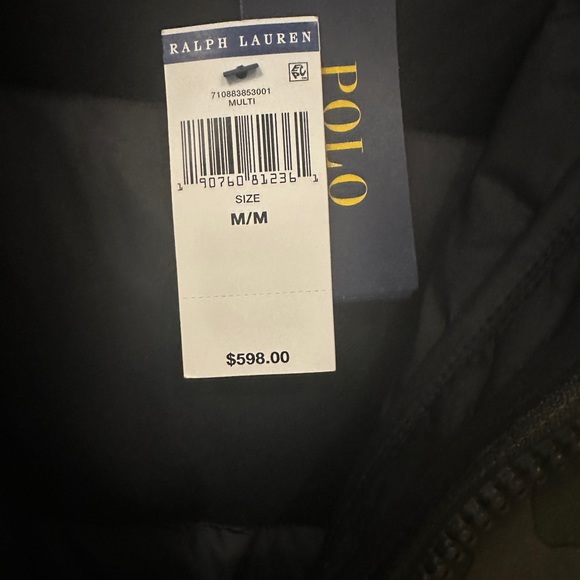 RALPH LAUREN
710883853001
MULTI
1 90760 81236 1
SIZE
M/M
$598.00
POLO